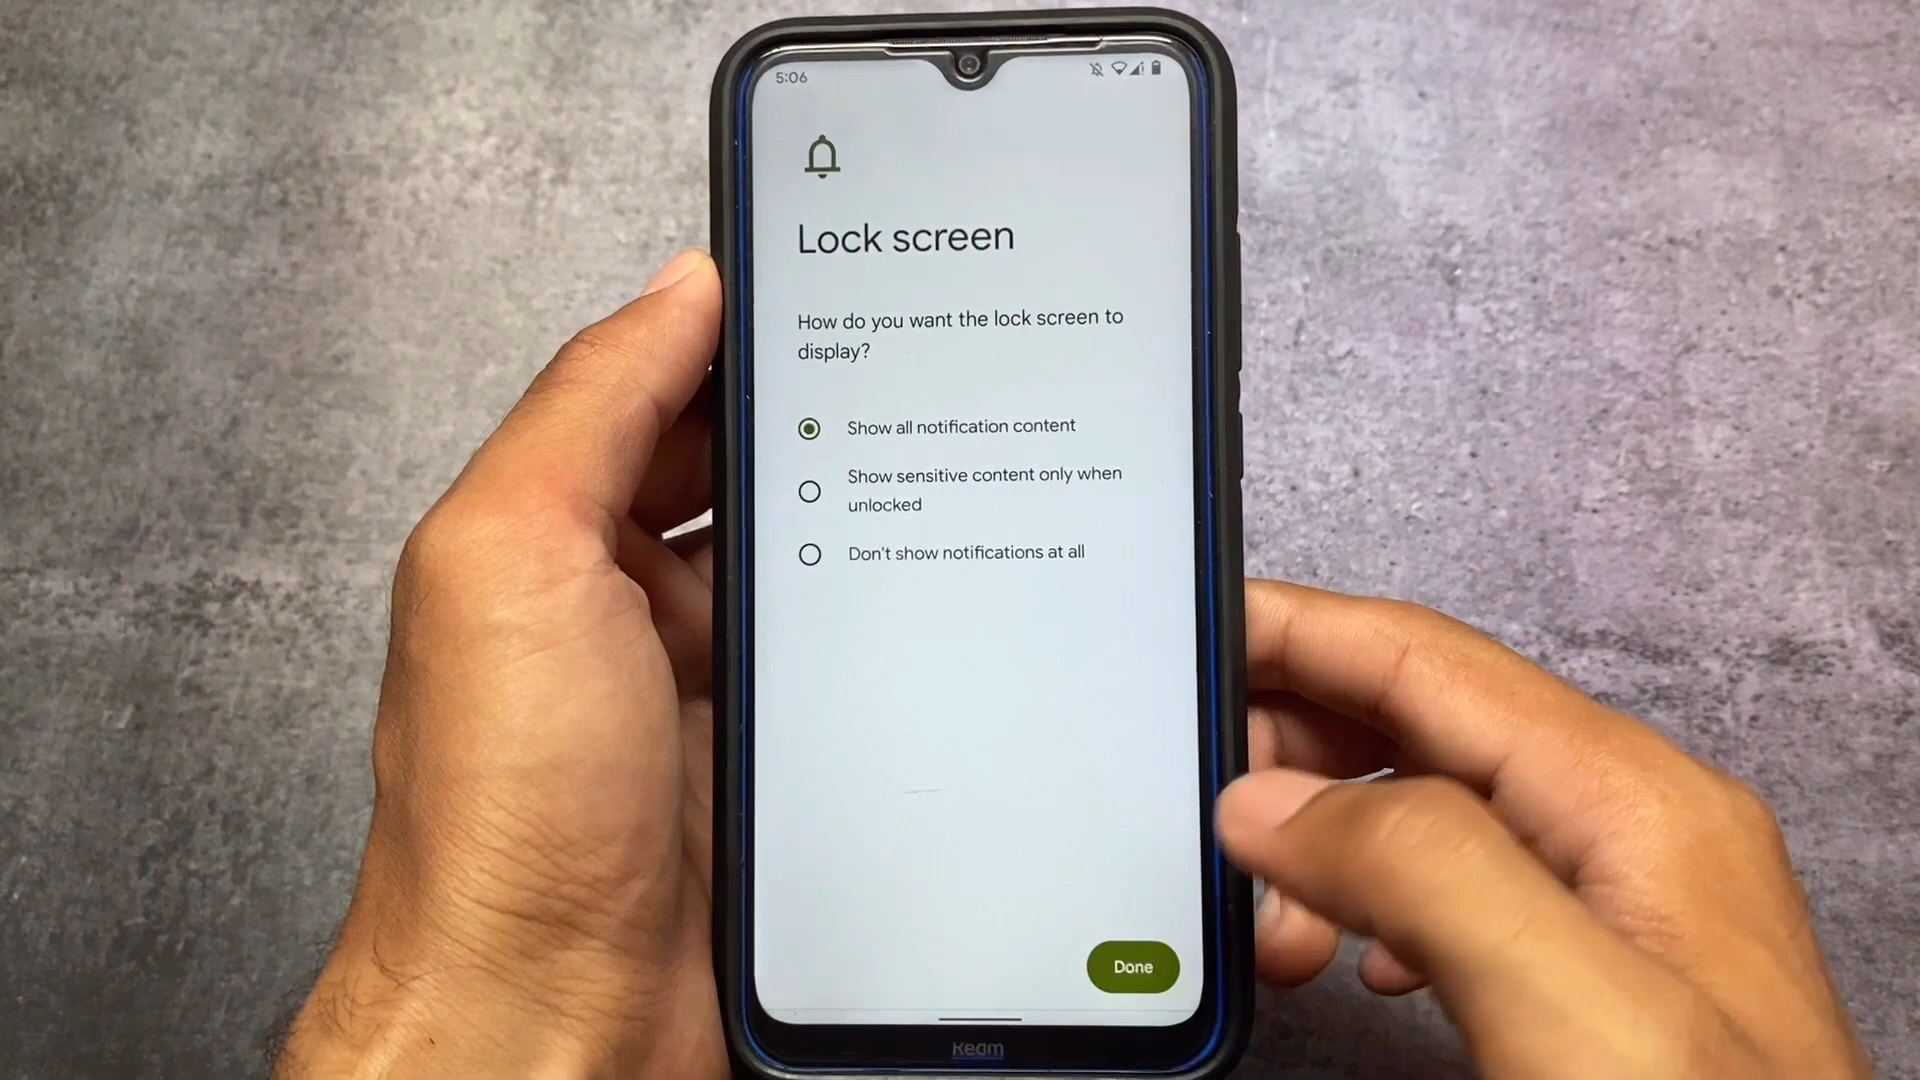 5:06
Lock screen
How do you want the lock screen to
display?
Show all notification content
Show sensitive content only when
unlocked
Don't show notifications at all
Done